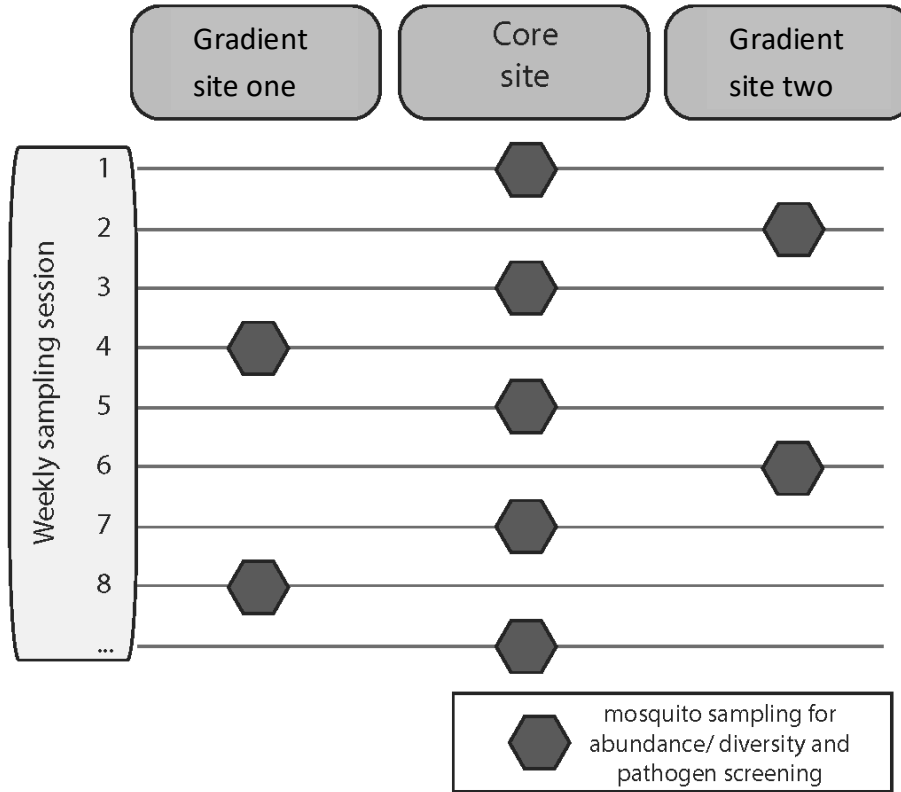 Gradient
site one
Core
site
Gradient
site two
Weekly sampling session
1
2
3
4
5
6
7
8
...
mosquito sampling for
abundance/ diversity and
pathogen screening